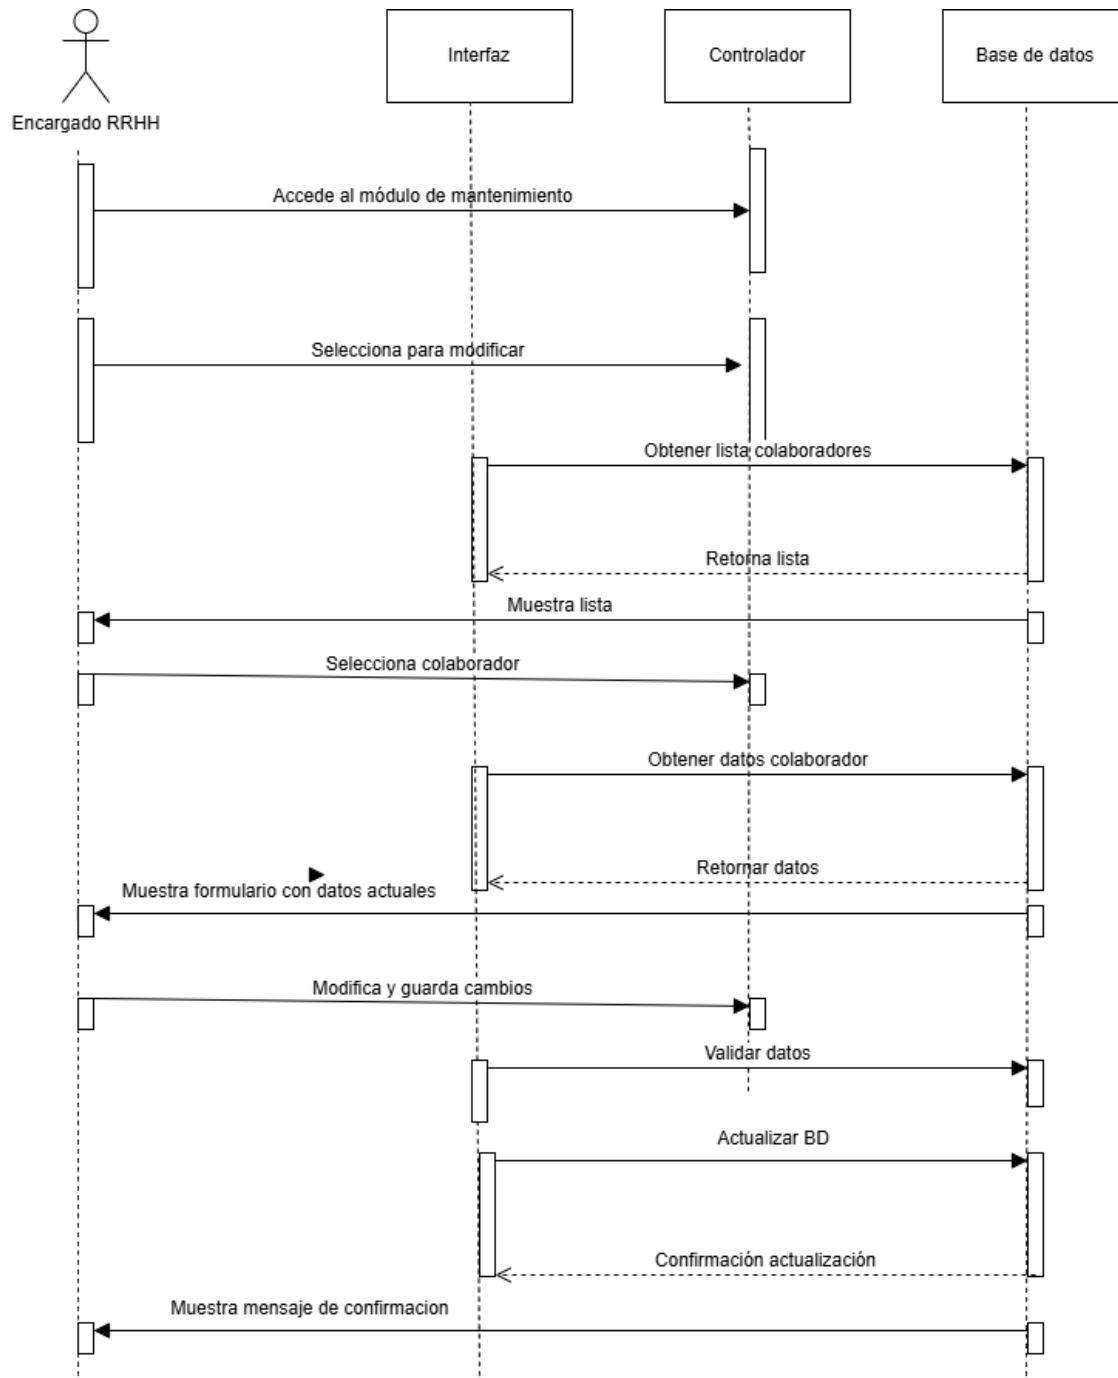 Interfaz
Controlador
Base de datos
Encargado RRHH
Accede al módulo de mantenimiento
Selecciona para modificar
Obtener lista colaboradores
Retorna lista
Muestra lista
Selecciona colaborador
Obtener datos colaborador
Retornar datos
Muestra formulario con datos actuales
Modifica y guarda cambios
Validar datos
Actualizar BD
Confirmación actualización
Muestra mensaje de confirmacion